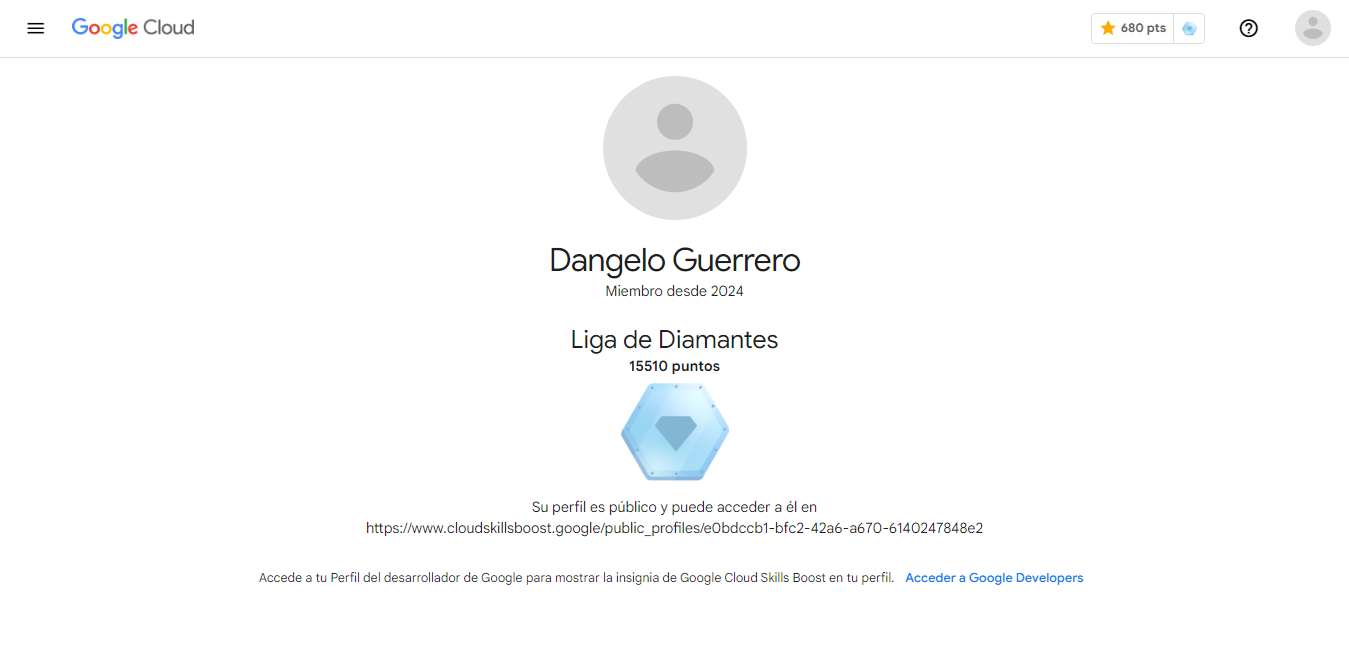 Google Cloud
680 pts
Dangelo Guerrero
Miembro desde 2024
Liga de Diamantes
15510 puntos
Su perfil es público y puede acceder a él en
https://www.cloudskillsboost.google/public_profiles/e0bdccb1-bfc2-42a6-a670-6140247848e2
Accede a tu Perfil del desarrollador de Google para mostrar la insignia de Google Cloud Skills Boost en tu perfil. Acceder a Google Developers